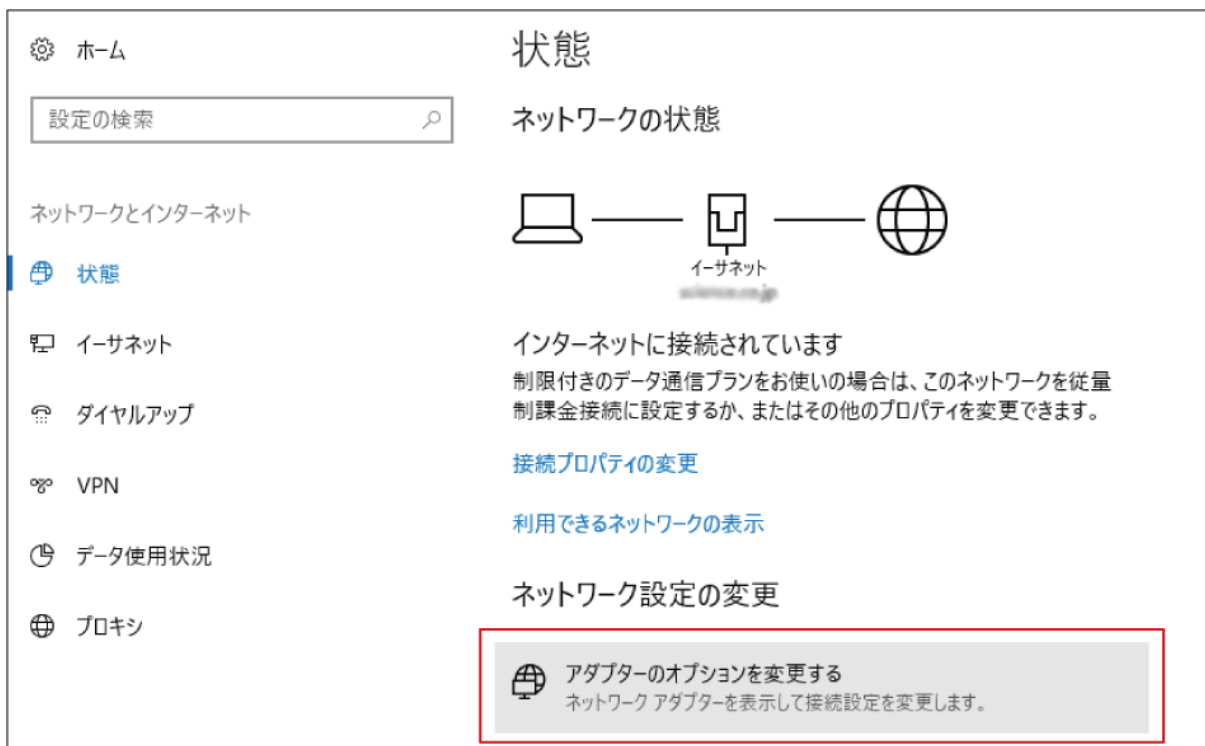 ホーム
設定の検索
ネットワークとインターネット
状態
イーサネット
ダイヤルアップ
VPN
データ使用状況
プロキシ
状態
ネットワークの状態
イーサネット
インターネットに接続されています
制限付きのデータ通信プランをお使いの場合は、このネットワークを従量
制課金接続に設定するか、またはその他のプロパティを変更できます。
接続プロパティの変更
利用できるネットワークの表示
ネットワーク設定の変更
アダプターのオプションを変更する
ネットワーク アダプターを表示して接続設定を変更します。